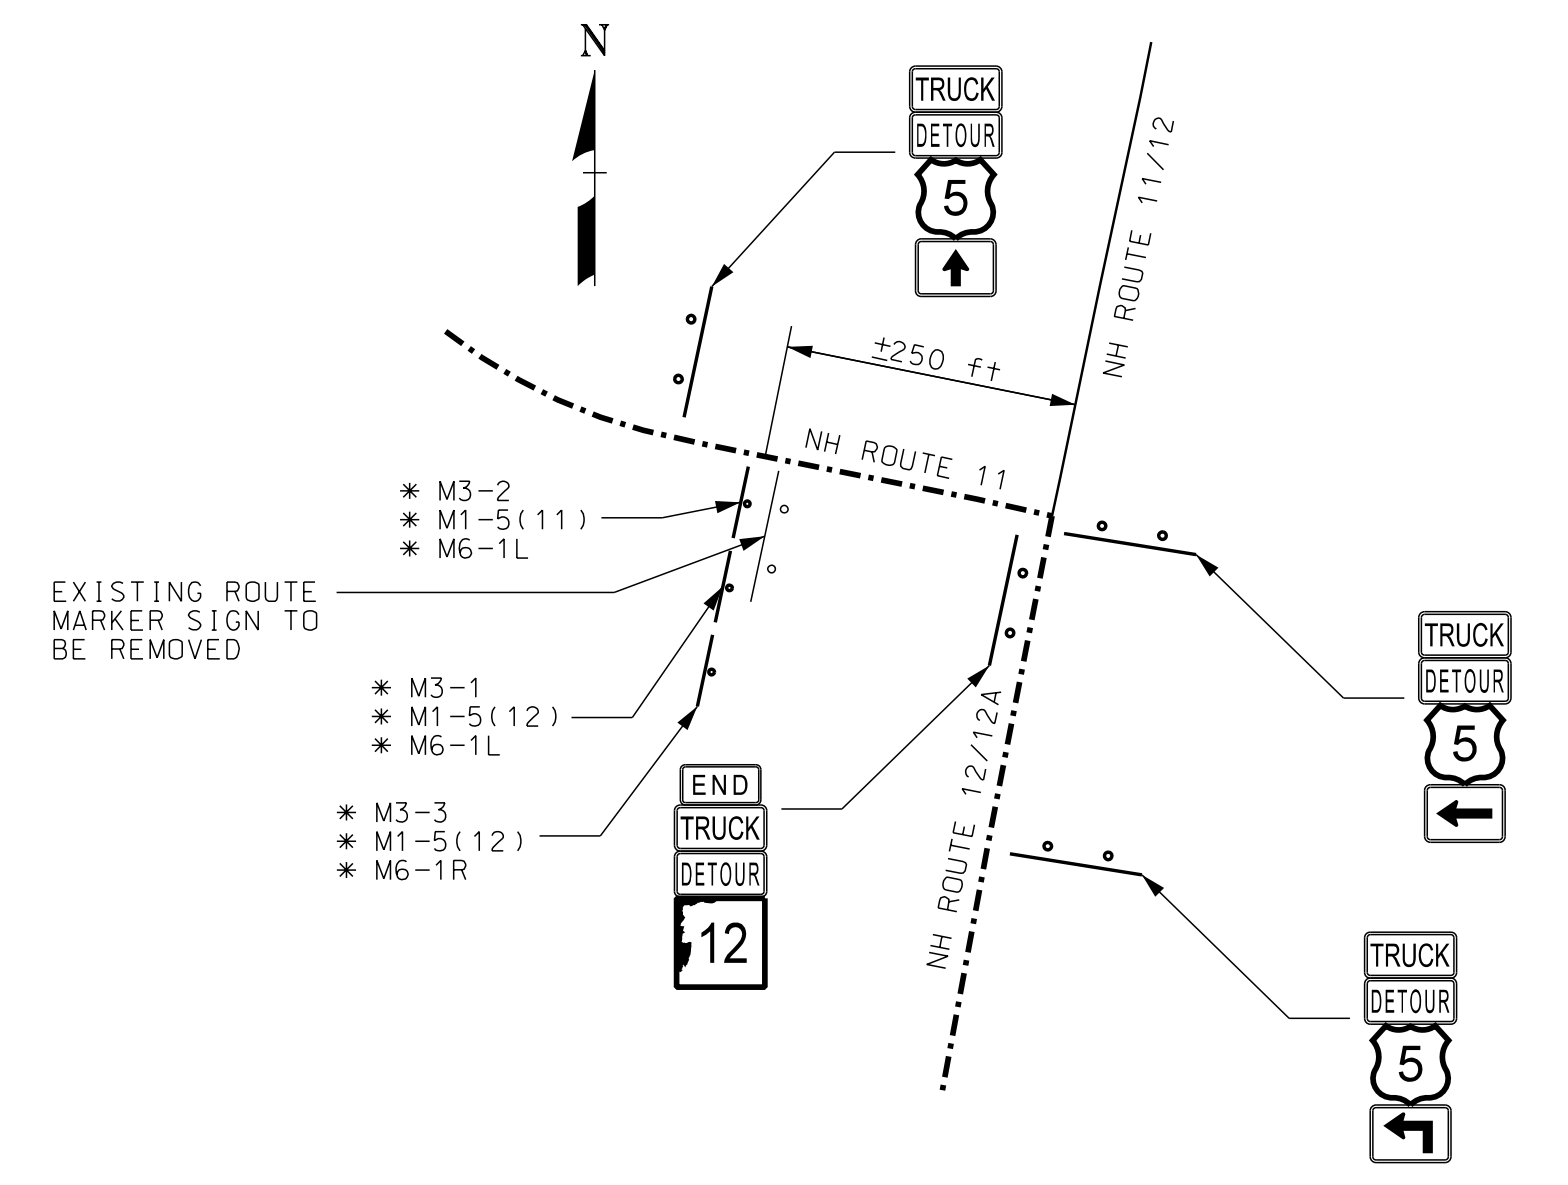 N
TRUCK
DETOUR
5
NH ROUTE 11/12
±250 ft
NH ROUTE 11
✳ M3-2
✳ M1-5(11)
✳ M6-1L
EXISTING ROUTE
MARKER SIGN TO
BE REMOVED
✳ M3-1
✳ M1-5(12)
✳ M6-1L
✳ M3-3
✳ M1-5(12)
✳ M6-1R
END
TRUCK
DETOUR
12
NH ROUTE 12/12A
TRUCK
DETOUR
5
TRUCK
DETOUR
5